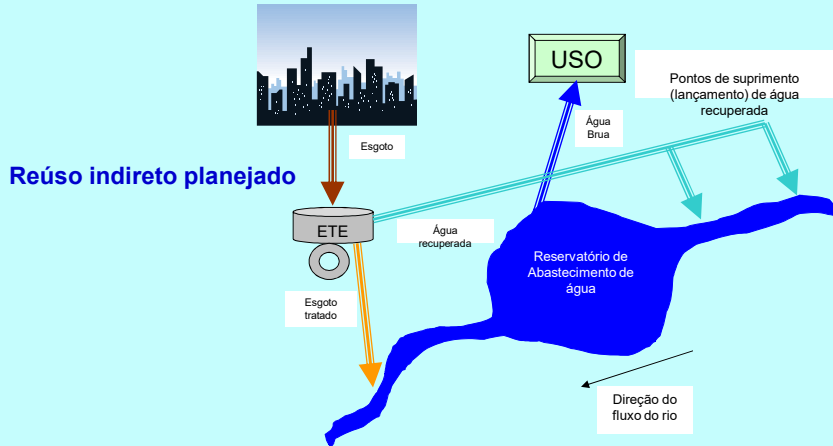 USO
Pontos de suprimento
(lançamento) de água
recuperada
Esgoto
Água
Brua
Reúso indireto planejado
ETE
Água
recuperada
Reservatório de
Abastecimento de
água
Esgoto
tratado
Direção do
fluxo do rio